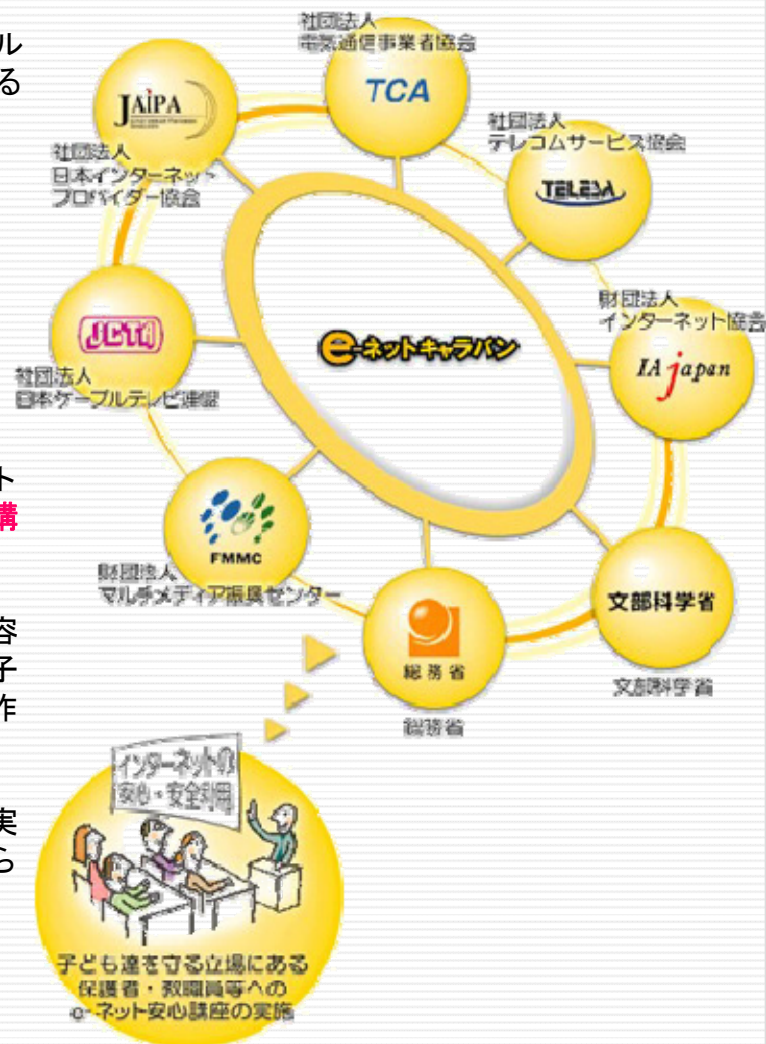 ル
る
社団法人
電気通信事業者協会
TCA
JAIPA
社団法人
日本インターネット
プロバイダー協会
社団法人
テレコムサービス協会
TELESA
財団法人
インターネット協会
IAjapan
JCTA
社団法人
日本ケーブルテレビ連盟
e-ネットキャラバン
ト
講
FMMC
財団法人
マルチメディア振興センター
文部科学省
文部科学省
総務省
総務省
容
子
作
実
ら
インターネットの
安心・安全利用
子ども達を守る立場にある
保護者・教職員等への
e-ネット安心講座の実施